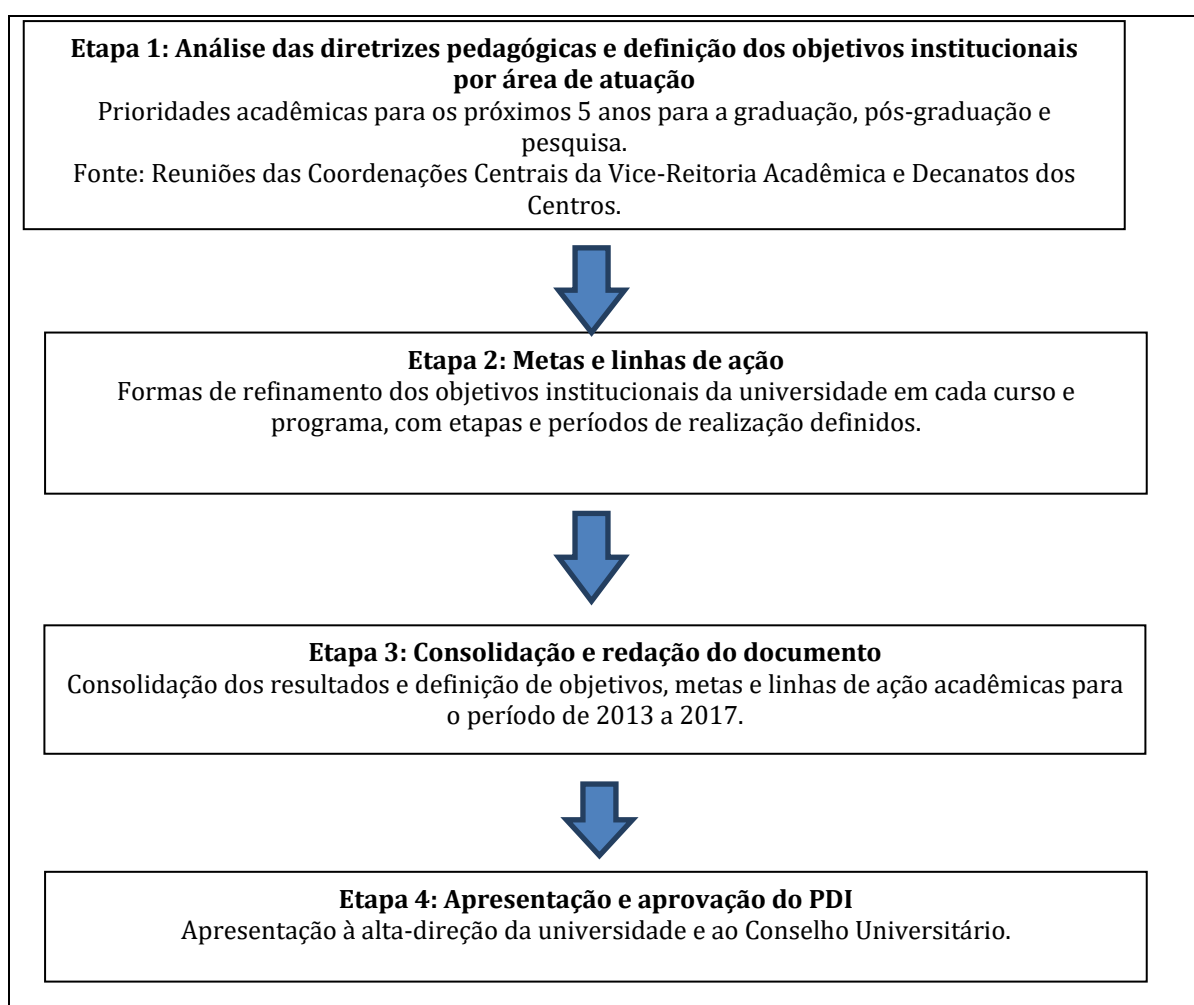 Etapa 1: Análise das diretrizes pedagógicas e definição dos objetivos institucionais
por área de atuação
Prioridades acadêmicas para os próximos 5 anos para a graduação, pós-graduação e
pesquisa.
Fonte: Reuniões das Coordenações Centrais da Vice-Reitoria Acadêmica e Decanatos dos
Centros.
Etapa 2: Metas e linhas de ação
Formas de refinamento dos objetivos institucionais da universidade em cada curso e
programa, com etapas e períodos de realização definidos.
Etapa 3: Consolidação e redação do documento
Consolidação dos resultados e definição de objetivos, metas e linhas de ação acadêmicas para
o período de 2013 a 2017.
Etapa 4: Apresentação e aprovação do PDI
Apresentação à alta-direção da universidade e ao Conselho Universitário.